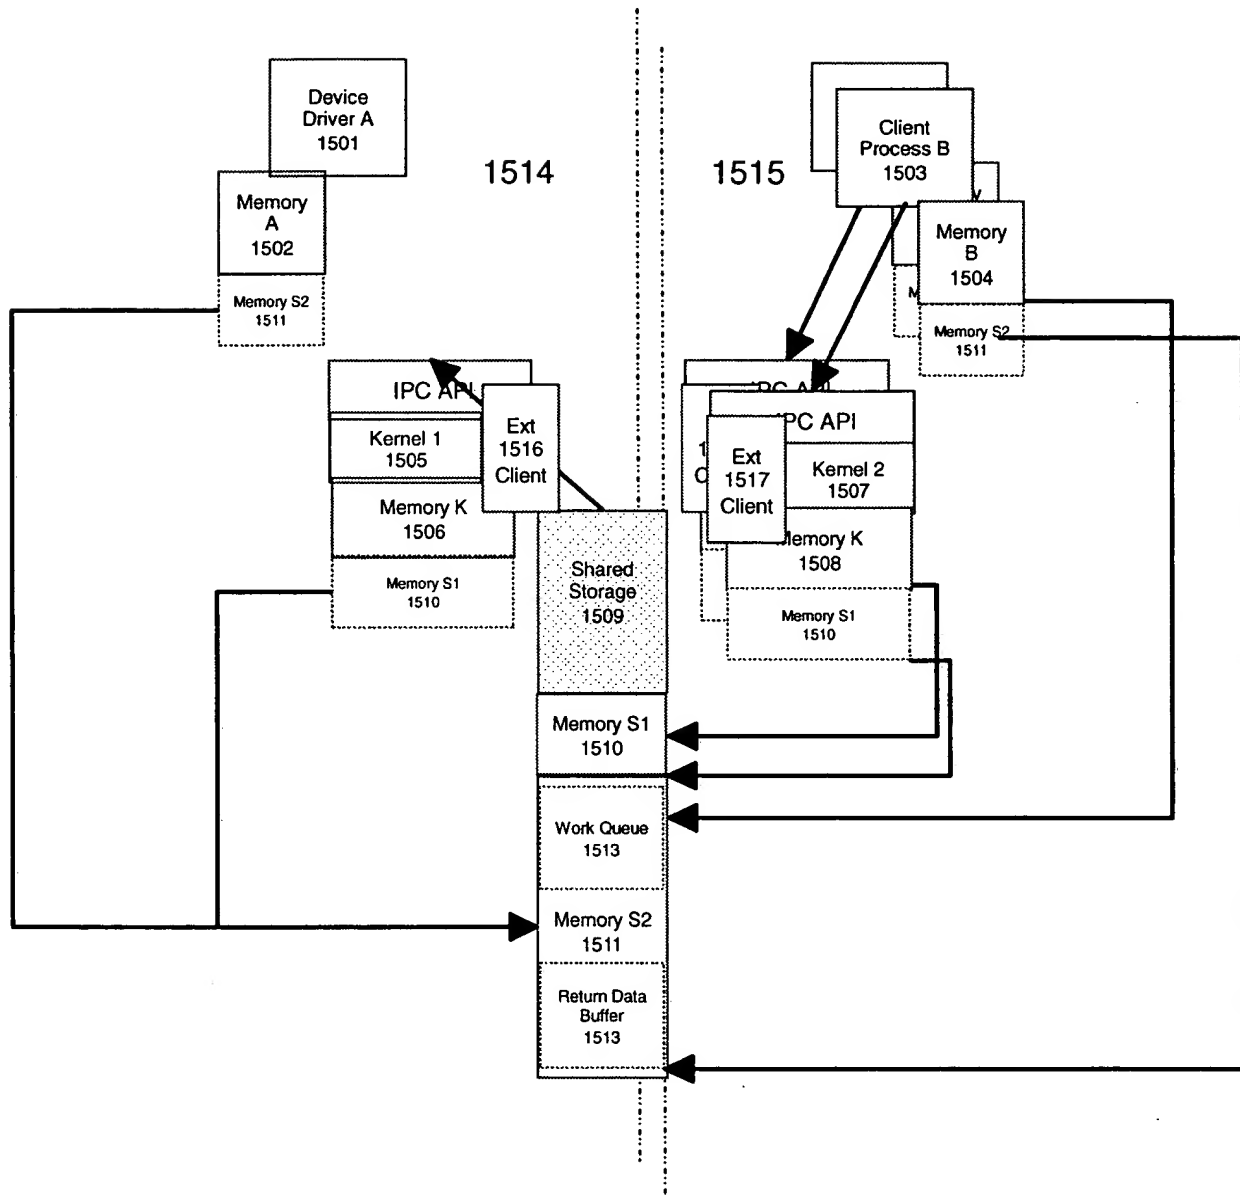 Device
Driver A
1501
Client
Process B
1503
1514
1515
Memory
A
1502
Memory
B
1504
Memory S2
1511
Memory S2
1511
IPC API
Kernel 1
1505
Ext
1516
Client
Memory K
1506
Memory S1
1510
IPC API
IPC API
Ext
1517
Client
Kernel 2
1507
Memory K
1508
Memory S1
1510
Shared
Storage
1509
Memory S1
1510
Work Queue
1513
Memory S2
1511
Return Data
Buffer
1513